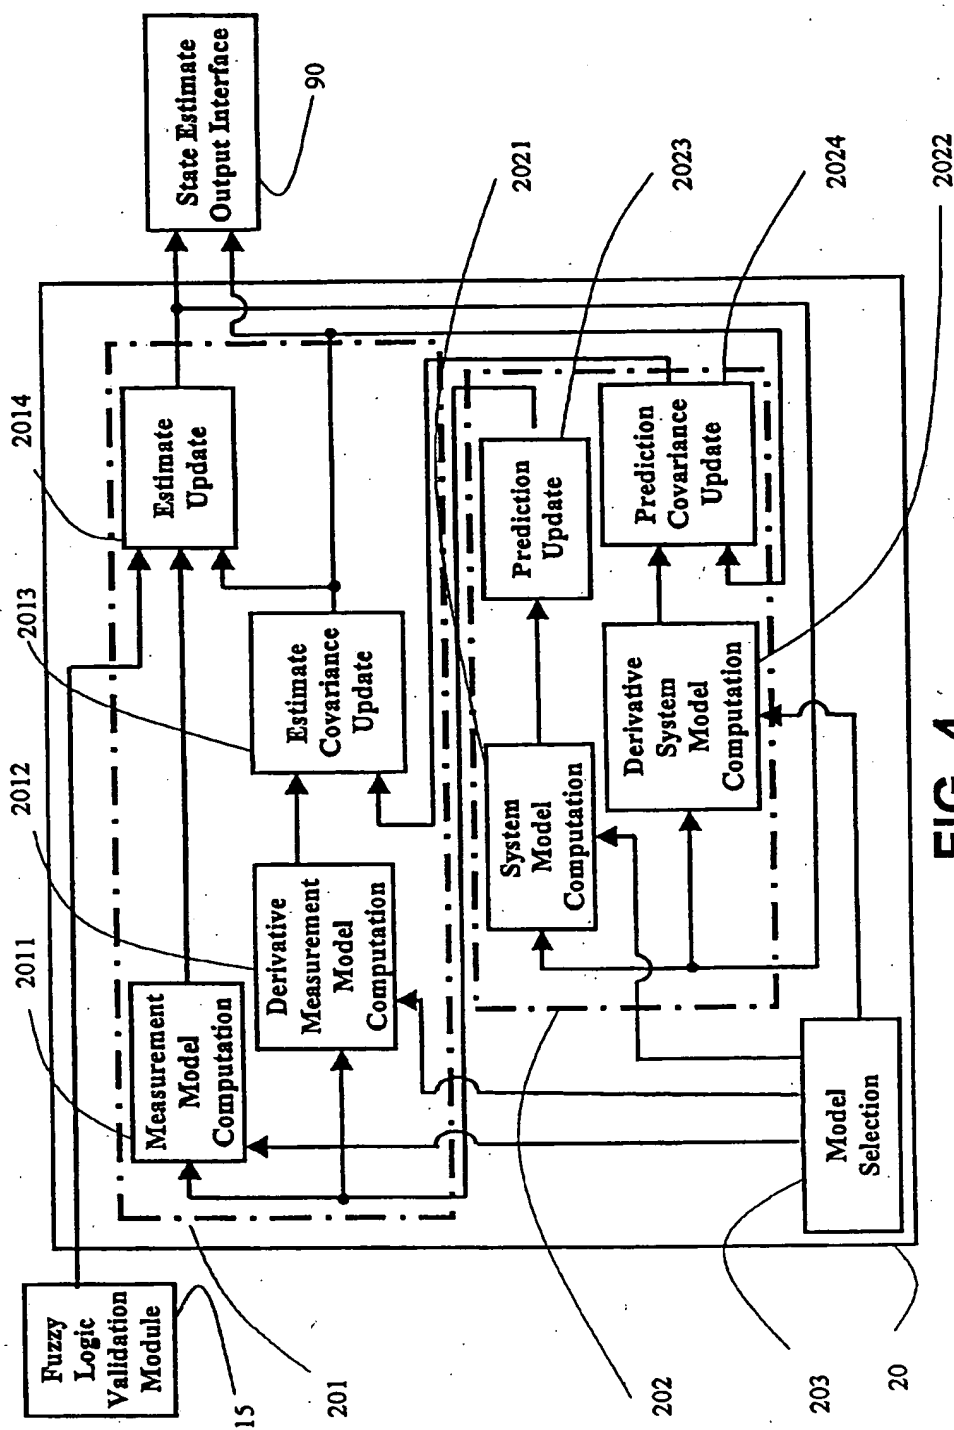 Fuzzy
Logic
Validation
Module
15
201
2011
2012
2013
2014
Measurement
Model
Computation
Derivative
Measurement
Model
Computation
Estimate
Covariance
Update
Estimate
Update
State Estimate
Output Interface
90
System
Model
Computation
Prediction
Update
Derivative
System
Model
Computation
Prediction
Covariance
Update
2021
2023
2024
2022
Model
Selection
202
203
20
FIG. 4